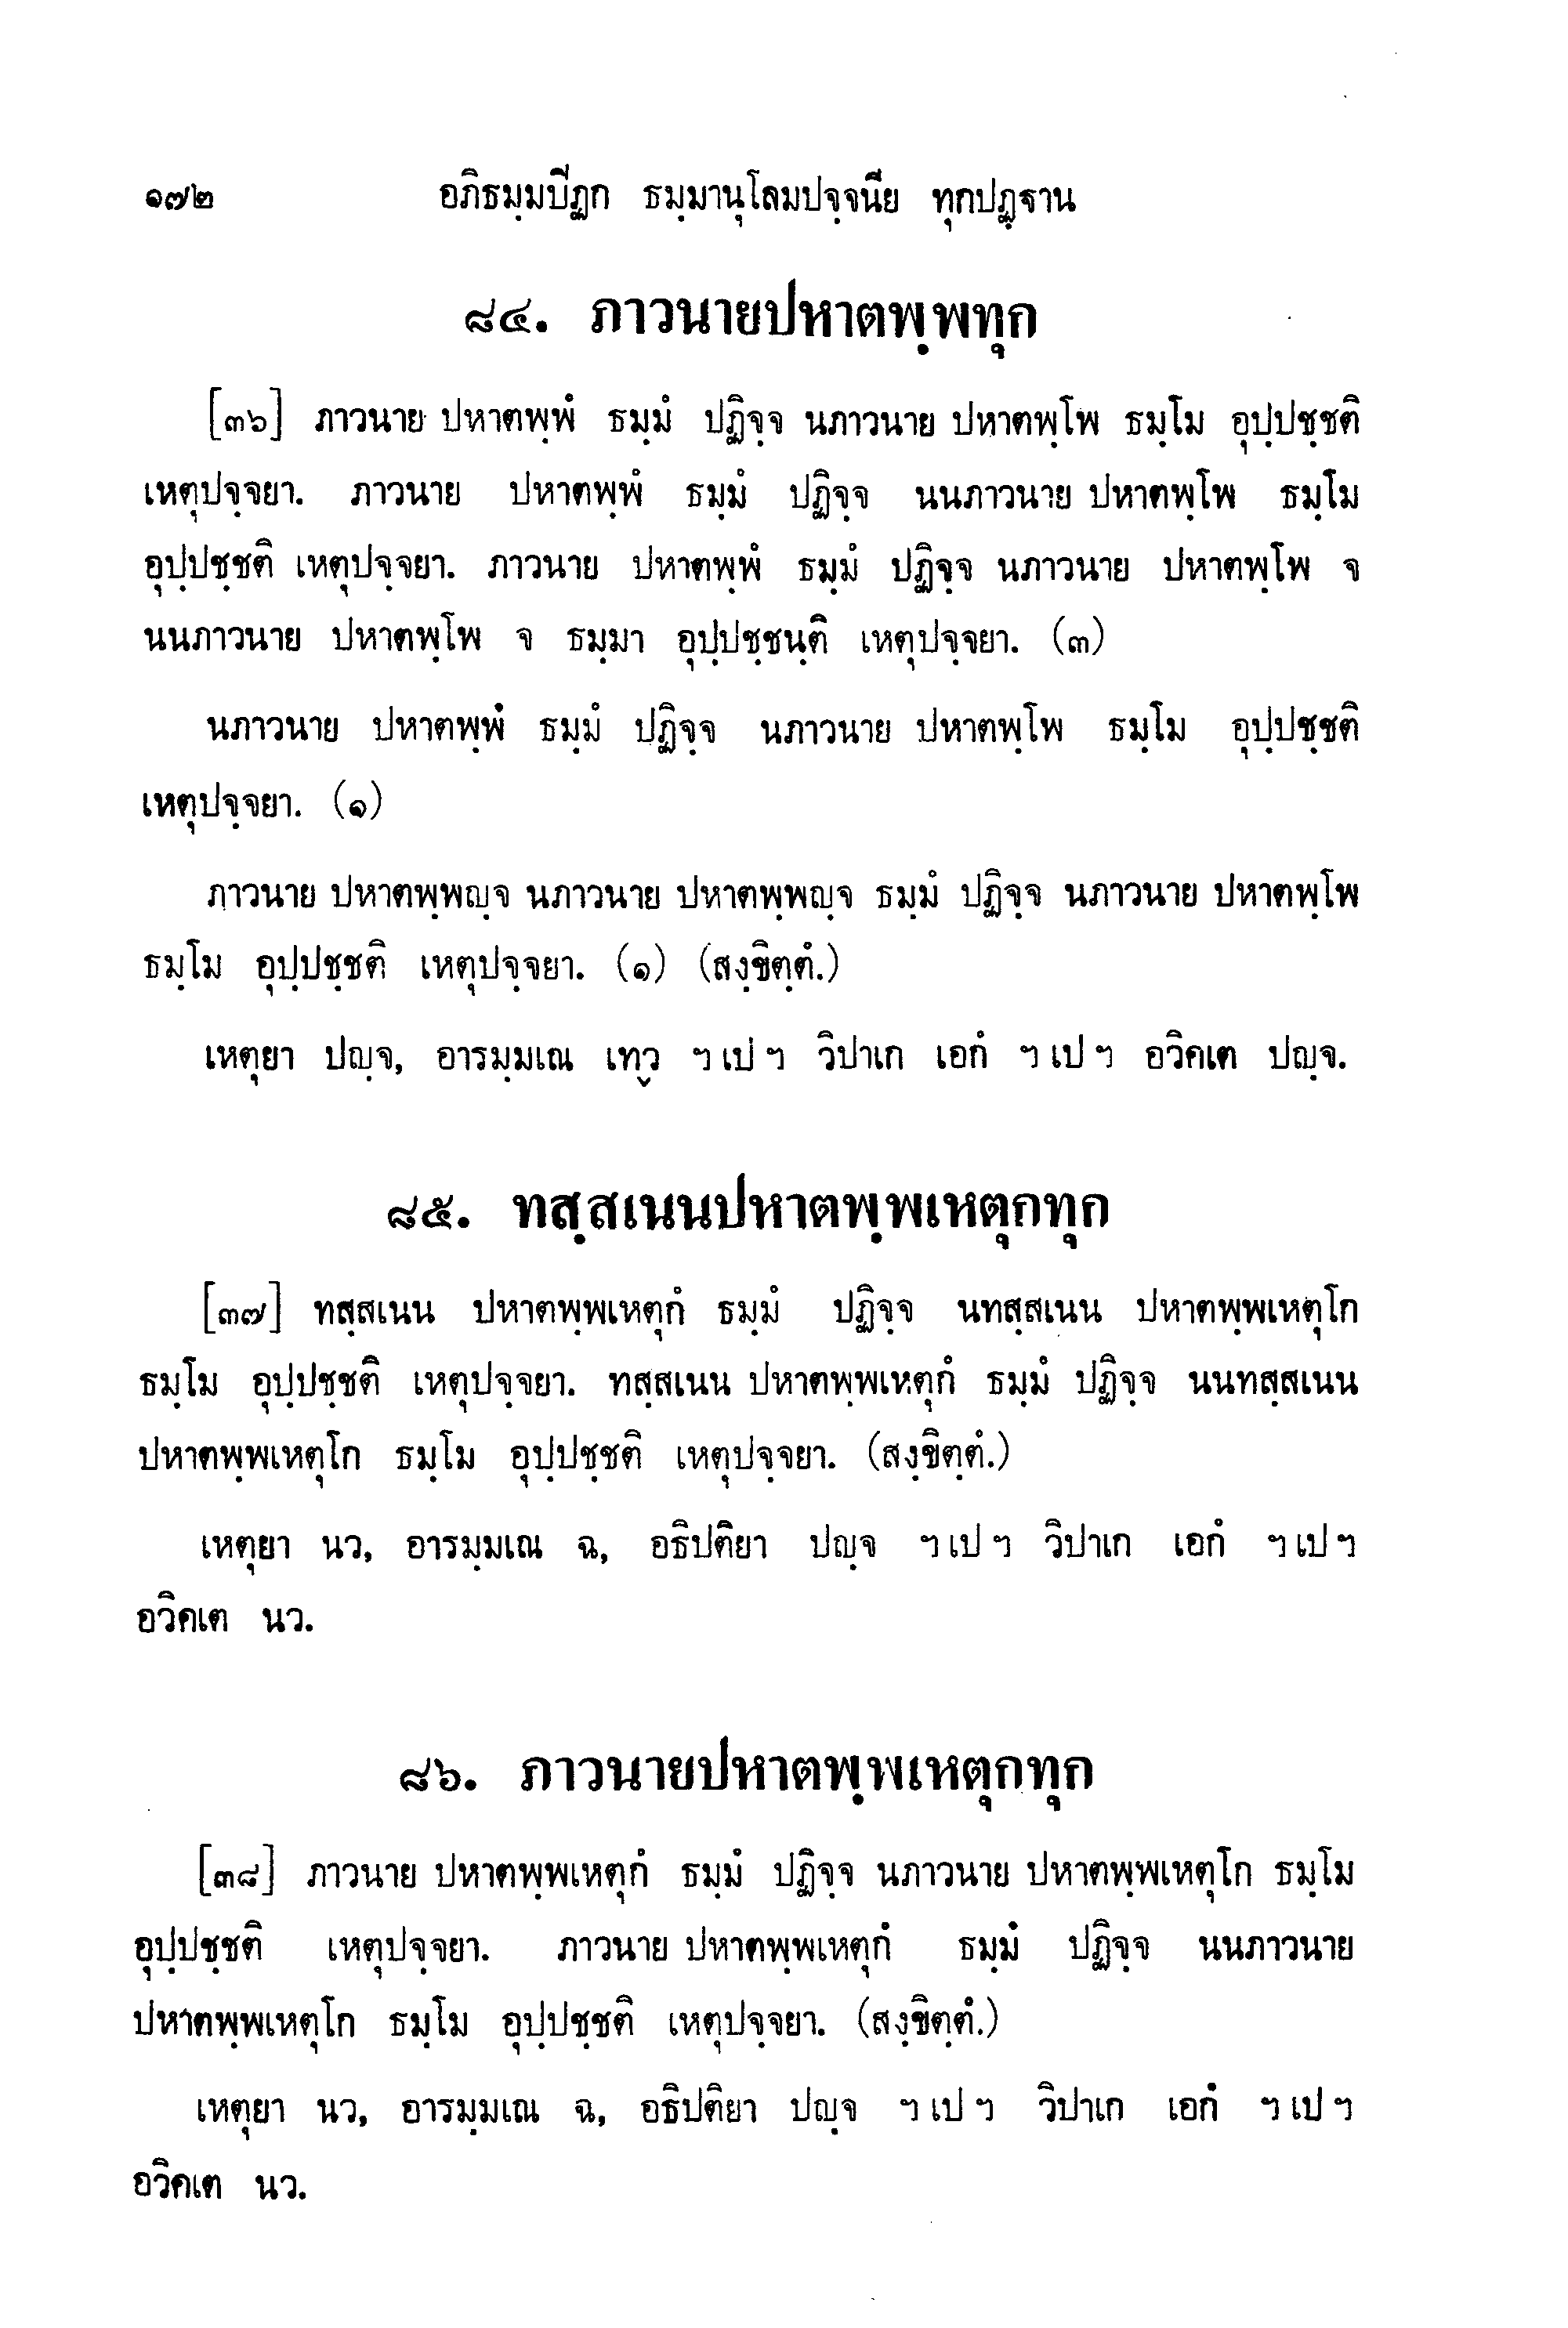 ๑๗๒ อภิธมฺมปีฏก ธมฺมานุโลมปจฺจนีย ทุกปฏฺฐาน
๘๔. ภาวนายปหาตพฺพทุก
[๓๖] ภาวนาย ปหาตพฺพํ ธมฺมํ ปฏิจฺจ นภาวนาย ปหาตพฺโพ ธมฺโม อุปฺปชฺชติ
เหตุปจฺจยา. ภาวนาย ปหาตพฺพํ ธมฺมํ ปฏิจฺจ นนภาวนาย ปหาตพฺโพ ธมฺโม
อุปฺปชฺชติ เหตุปจฺจยา. ภาวนาย ปหาตพฺพํ ธมฺมํ ปฏิจฺจ นภาวนาย ปหาตพฺโพ จ
นนภาวนาย ปหาตพฺโพ จ ธมฺมา อุปฺปชฺชนฺติ เหตุปจฺจยา. (๓)
นภาวนาย ปหาตพฺพํ ธมฺมํ ปฏิจฺจ นภาวนาย ปหาตพฺโพ ธมฺโม อุปฺปชฺชติ
เหตุปจฺจยา. (๑)
ภาวนาย ปหาตพฺพญฺจ นภาวนาย ปหาตพฺพญฺจ ธมฺมํ ปฏิจฺจ นภาวนาย ปหาตพฺโพ
ธมฺโม อุปฺปชฺชติ เหตุปจฺจยา. (๑) (สงฺขิตฺตํ.)
เหตุยา ปญฺจ, อารมฺมเณ เทฺว ฯ เป ฯ วิปาเก เอกํ ฯ เป ฯ อวิคเต ปญฺจ.
๘๕. ทสฺสเนนปหาตพฺพเหตุกทุก
[๓๗] ทสฺสเนน ปหาตพฺพเหตุกํ ธมฺมํ ปฏิจฺจ นทสฺสเนน ปหาตพฺพเหตุโก
ธมฺโม อุปฺปชฺชติ เหตุปจฺจยา. ทสฺสเนน ปหาตพฺพเหตุกํ ธมฺมํ ปฏิจฺจ นนทสฺสเนน
ปหาตพฺพเหตุโก ธมฺโม อุปฺปชฺชติ เหตุปจฺจยา. (สงฺขิตฺตํ.)
เหตุยา นว, อารมฺมเณ ฉ, อธิปติยา ปญฺจ ฯ เป ฯ วิปาเก เอกํ ฯ เป ฯ
อวิคเต นว.
๘๖. ภาวนายปหาตพฺพเหตุกทุก
[๓๘] ภาวนาย ปหาตพฺพเหตุกํ ธมฺมํ ปฏิจฺจ นภาวนาย ปหาตพฺพเหตุโก ธมฺโม
อุปฺปชฺชติ เหตุปจฺจยา. ภาวนาย ปหาตพฺพเหตุกํ ธมฺมํ ปฏิจฺจ นนภาวนาย
ปหาตพฺพเหตุโก ธมฺโม อุปฺปชฺชติ เหตุปจฺจยา. (สงฺขิตฺตํ.)
เหตุยา นว, อารมฺมเณ ฉ, อธิปติยา ปญฺจ ฯ เป ฯ วิปาเก เอกํ ฯ เป ฯ
อวิคเต นว.